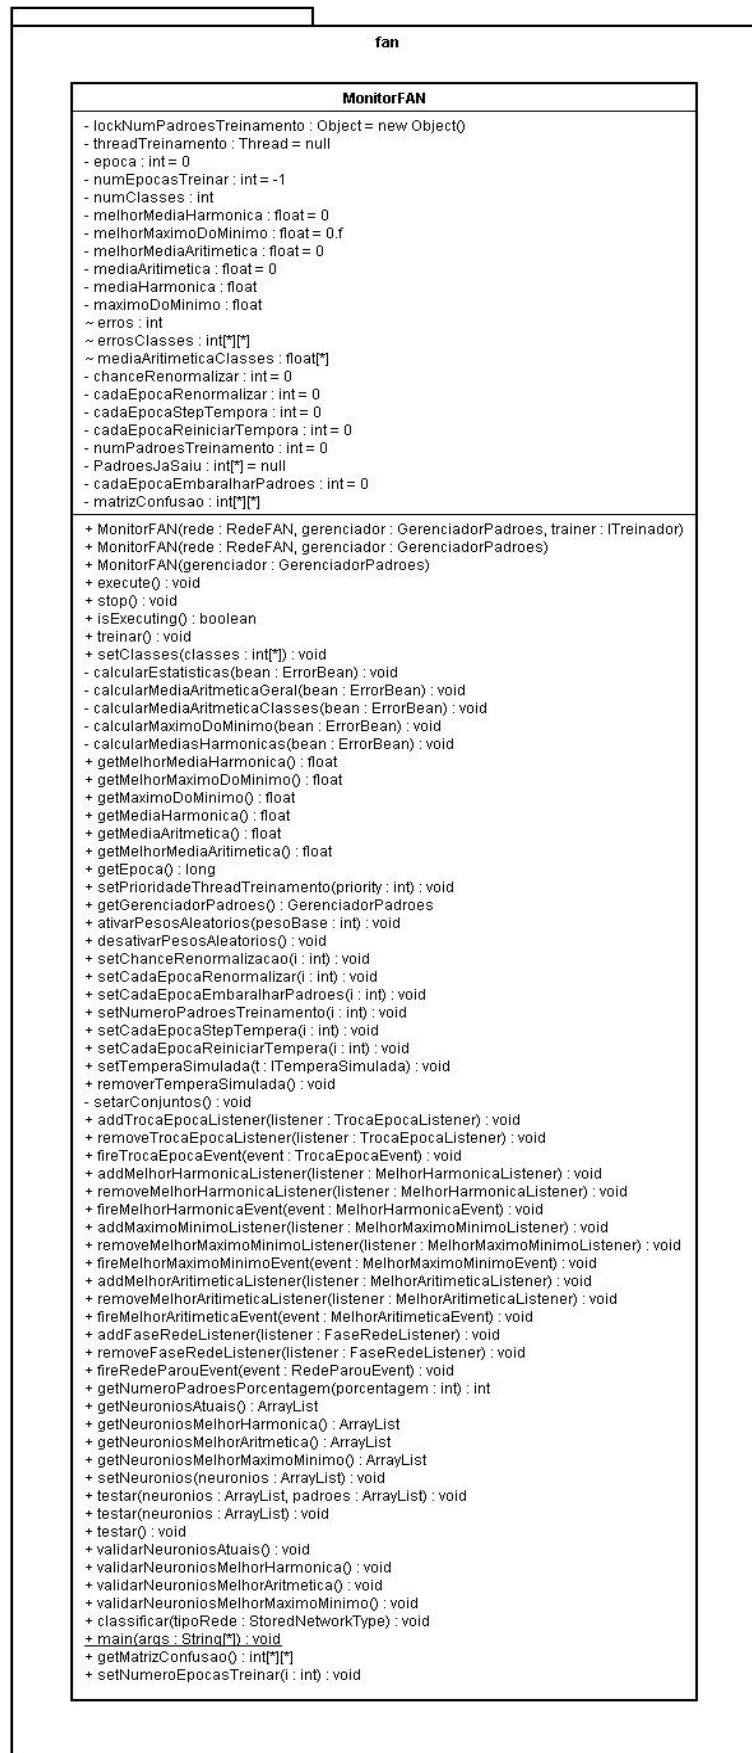 fan
MonitorFAN
- lockNumPadroesTreinamento : Object = new Object()
- threadTreinamento : Thread = null
- epoca : int = 0
- numEpocasTreinar : int = -1
- numClasses : int
- melhorMediaHarmonica : float = 0
- melhorMaximoDoMinimo : float = 0.f
- melhorMediaAritimetica : float = 0
- mediaAritimetica : float = 0
- mediaHarmonica : float
- maximoDoMinimo : float
~ erros : int
~ errosClasses : int[*][*]
~ mediaAritimeticaClasses : float[*]
- chanceRenormalizar : int = 0
- cadaEpocaRenormalizar : int = 0
- cadaEpocaStepTempora : int = 0
- cadaEpocaReiniciarTempora : int = 0
- numPadroesTreinamento : int = 0
- PadroesJaSaiu : int[*] = null
- cadaEpocaEmbaralharPadroes : int = 0
- matrizConfusao : int[*][*]
+ MonitorFAN(rede : RedeFAN, gerenciador : GerenciadorPadroes, trainer : ITreinador)
+ MonitorFAN(rede : RedeFAN, gerenciador : GerenciadorPadroes)
+ MonitorFAN(gerenciador : GerenciadorPadroes)
+ execute() : void
+ stop() : void
+ isExecuting() : boolean
+ treinar() : void
+ setClasses(classes : int[*]) : void
- calcularEstatisticas(bean : ErrorBean) : void
- calcularMediaAritmeticaGeral(bean : ErrorBean) : void
- calcularMediaAritmeticaClasses(bean : ErrorBean) : void
- calcularMaximoDoMinimo(bean : ErrorBean) : void
- calcularMediasHarmonicas(bean : ErrorBean) : void
+ getMelhorMediaHarmonica() : float
+ getMelhorMaximoDoMinimo() : float
+ getMaximoDoMinimo() : float
+ getMediaHarmonica() : float
+ getMediaAritmetica() : float
+ getMelhorMediaAritimetica() : float
+ getEpoca() : long
+ setPrioridadeThreadTreinamento(priority : int) : void
+ getGerenciadorPadroes() : GerenciadorPadroes
+ ativarPesosAleatorios(pesoBase : int) : void
+ desativarPesosAleatorios() : void
+ setChanceRenormalizacao(i : int) : void
+ setCadaEpocaRenormalizar(i : int) : void
+ setCadaEpocaEmbaralharPadroes(i : int) : void
+ setNumeroPadroesTreinamento(i : int) : void
+ setCadaEpocaStepTempera(i : int) : void
+ setCadaEpocaReiniciarTempera(i : int) : void
+ setTemperaSimulada(t : ITemperaSimulada) : void
+ removerTemperaSimulada() : void
- setarConjuntos() : void
+ addTrocaEpocaListener(listener : TrocaEpocaListener) : void
+ removeTrocaEpocaListener(listener : TrocaEpocaListener) : void
+ fireTrocaEpocaEvent(event : TrocaEpocaEvent) : void
+ addMelhorHarmonicaListener(listener : MelhorHarmonicaListener) : void
+ removeMelhorHarmonicaListener(listener : MelhorHarmonicaListener) : void
+ fireMelhorHarmonicaEvent(event : MelhorHarmonicaEvent) : void
+ addMaximoMinimoListener(listener : MelhorMaximoMinimoListener) : void
+ removeMelhorMaximoMinimoListener(listener : MelhorMaximoMinimoListener) : void
+ fireMelhorMaximoMinimoEvent(event : MelhorMaximoMinimoEvent) : void
+ addMelhorAritimeticaListener(listener : MelhorAritimeticaListener) : void
+ removeMelhorAritimeticaListener(listener : MelhorAritimeticaListener) : void
+ fireMelhorAritimeticaEvent(event : MelhorAritimeticaEvent) : void
+ addFaseRedeListener(listener : FaseRedeListener) : void
+ removeFaseRedeListener(listener : FaseRedeListener) : void
+ fireRedeParouEvent(event : RedeParouEvent) : void
+ getNumeroPadroesPorcentagem(porcentagem : int) : int
+ getNeuroniosAtuais() : ArrayList
+ getNeuroniosMelhorHarmonica() : ArrayList
+ getNeuroniosMelhorAritmetica() : ArrayList
+ getNeuroniosMelhorMaximoMinimo() : ArrayList
+ setNeuronios(neuronios : ArrayList) : void
+ testar(neuronios : ArrayList, padroes : ArrayList) : void
+ testar(neuronios : ArrayList) : void
+ testar() : void
+ validarNeuroniosAtuais() : void
+ validarNeuroniosMelhorHarmonica() : void
+ validarNeuroniosMelhorAritmetica() : void
+ validarNeuroniosMelhorMaximoMinimo() : void
+ classificar(tipoRede : StoredNetworkType) : void
+ main(args : String[*]) : void
+ getMatrizConfusao() : int[*][*]
+ setNumeroEpocasTreinar(i : int) : void